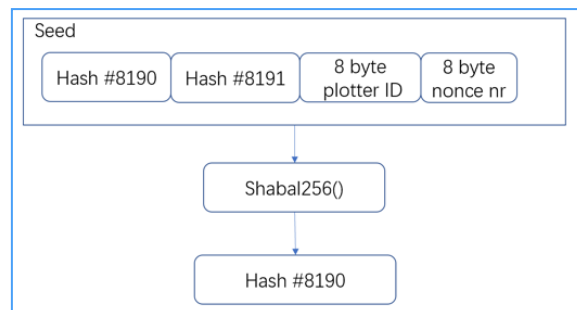 Seed
Hash #8190
Hash #8191
8 byte
plotter ID
8 byte
nonce nr
Shabal256()
Hash #8190